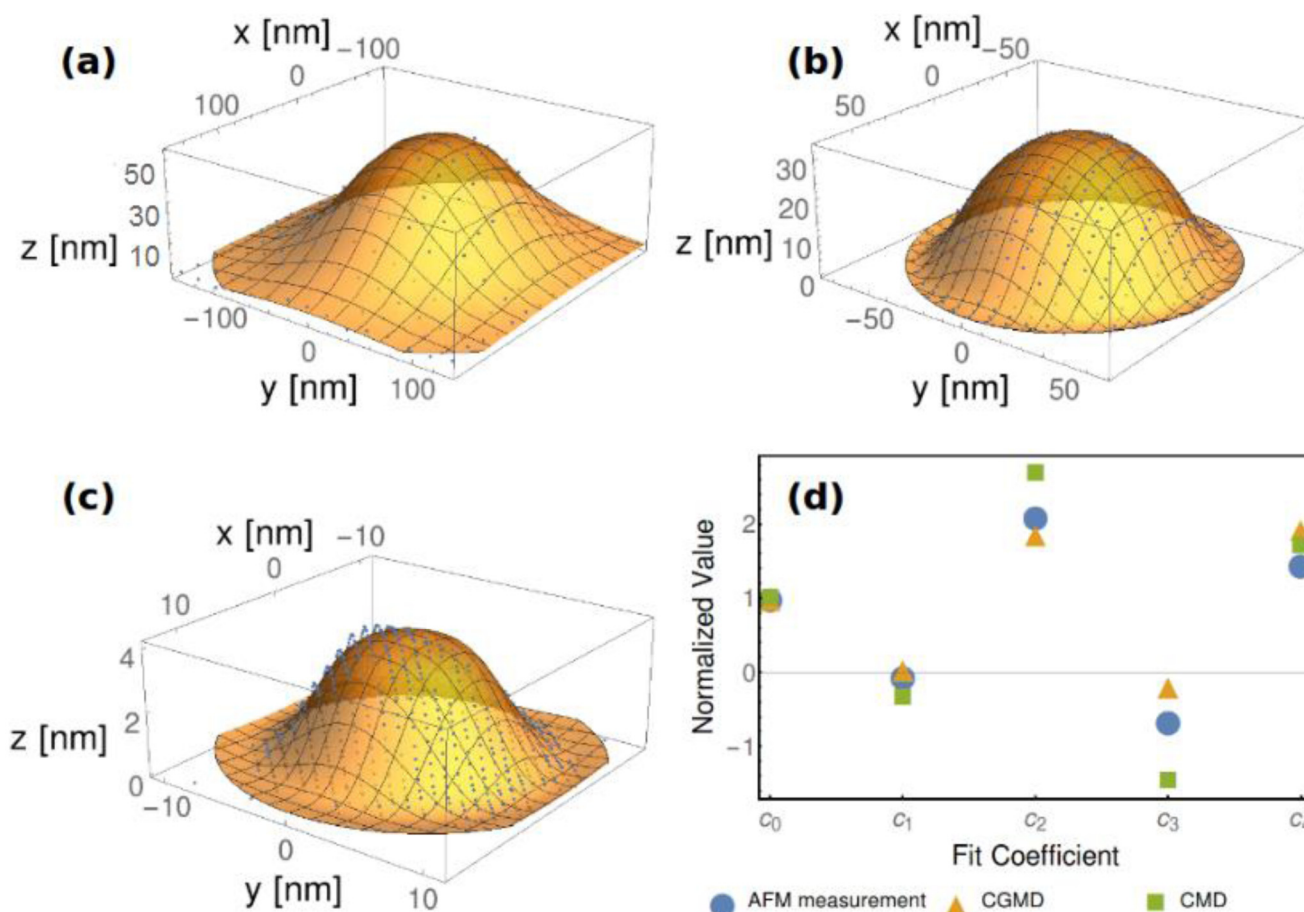 (a)
x [nm]
-100
0
100
50
30
10
z [nm]
-100
0
100
y [nm]
(b)
x [nm]
-50
0
50
30
20
10
0
z [nm]
-50
0
50
y [nm]
(c)
x [nm]
-10
0
10
4
2
0
z [nm]
-10
0
10
y [nm]
(d)
Normalized Value
2
1
0
-1
c0 c1 c2 c3
Fit Coefficient
AFM measurement CGMD CMD